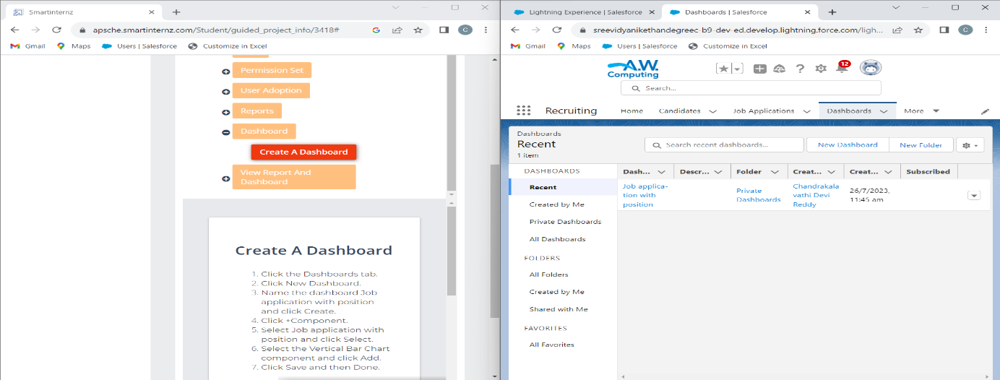 Smartinternz
apsche.smartinternz.com/Student/guided_project_info/3418#
C
Gmail
Maps
Users | Salesforce
Customize in Excel
Permission Set
User Adoption
Reports
Dashboard
Create A Dashboard
View Report And
Dashboard
Create A Dashboard
1. Click the Dashboards tab.
2. Click New Dashboard.
3. Name the dashboard Job
application with position
and click Create.
4. Click +Component.
5. Select Job application with
position and click Select.
6. Select the Vertical Bar Chart
component and click Add.
7. Click Save and then Done.
Lightning Experience | Salesforce
Dashboards | Salesforce
sreevidyanikethandegreec-b9-dev-ed.develop.lightning.force.com/ligh...
C
Gmail
Maps
Users | Salesforce
Customize in Excel
A.W.
Computing
12
Search...
Recruiting
Home
Candidates
Job Applications
Dashboards
More
Dashboards
Recent
1 item
Search recent dashboards...
New Dashboard
New Folder
DASHBOARDS
Recent
Created by Me
Private Dashboards
All Dashboards
FOLDERS
All Folders
Created by Me
Shared with Me
FAVORITES
All Favorites
Dash...
Descr...
Folder
Creat...
Creat...
Subscribed
Job applica-
tion with
position
Private
Dashboards
Chandrakala
vathi Devi
Reddy
26/7/2023,
11:45 am